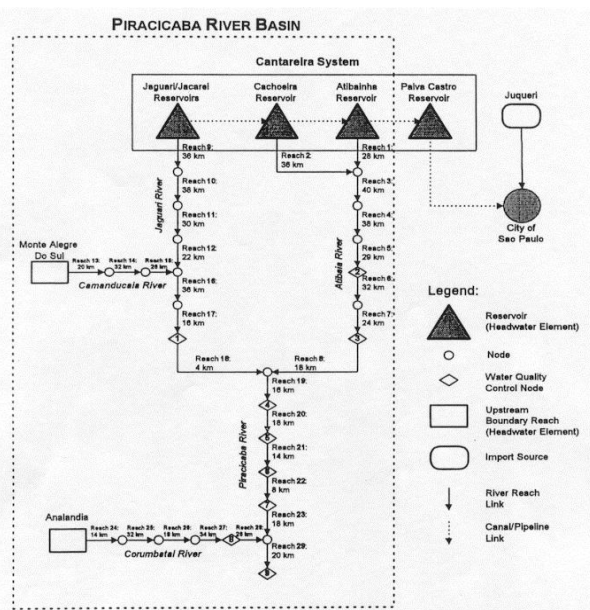 PIRACICABA RIVER BASIN
Cantareira System
Jaguari/Jacarei
Reservoirs
Cachoeira
Reservoir
Atibainha
Reservoir
Paiva Castro
Reservoir
Juqueri
City of
Sao Paulo
Reach 9:
36 km
Reach 2:
36 km
Reach 1:
28 km
Reach 10:
38 km
Reach 3:
40 km
Jaguari River
Reach 11:
30 km
Reach 4:
38 km
Reach 12:
22 km
Reach 5:
29 km
Atibaia River
2
Monte Alegre
Do Sul
Reach 13:
20 km
Reach 14:
32 km
Reach 15:
Camanducaia River
Reach 16:
36 km
Reach 6:
32 km
Reach 17:
16 km
Reach 7:
24 km
1
3
Reach 18:
4 km
Reach 8:
18 km
Reach 19:
16 km
4
Reach 20:
18 km
5
Piracicaba River
Reach 21:
14 km
6
Reach 22:
8 km
7
Reach 23:
18 km
Analandia
Reach 24:
14 km
Reach 25:
32 km
Reach 26:
Reach 27:
34 km
8
Reach 28:
Corumbatai River
Reach 29:
20 km
9
Legend:
Reservoir
(Headwater Element)
Node
Water Quality
Control Node
Upstream
Boundary Reach
(Headwater Element)
Import Source
River Reach
Link
Canal/Pipeline
Link